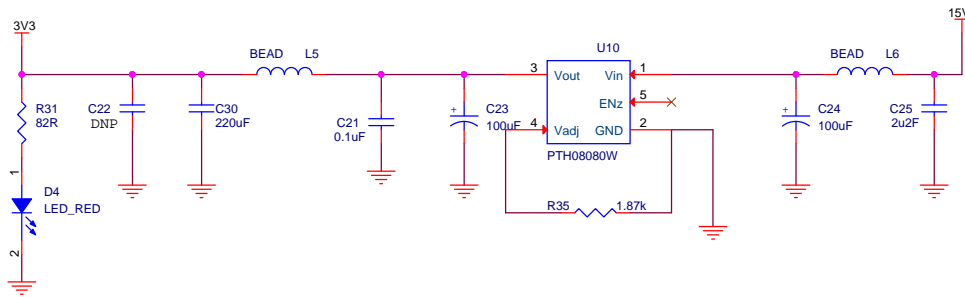 3V3
15V
BEAD L5
U10
BEAD L6
3
Vout
Vin
1
R31
82R
C22
DNP
C30
220uF
C21
0.1uF
C23
100uF
ENz
5
4
Vadj
GND
2
PTH08080W
C24
100uF
C25
2u2F
1
D4
LED_RED
2
R35
1.87k